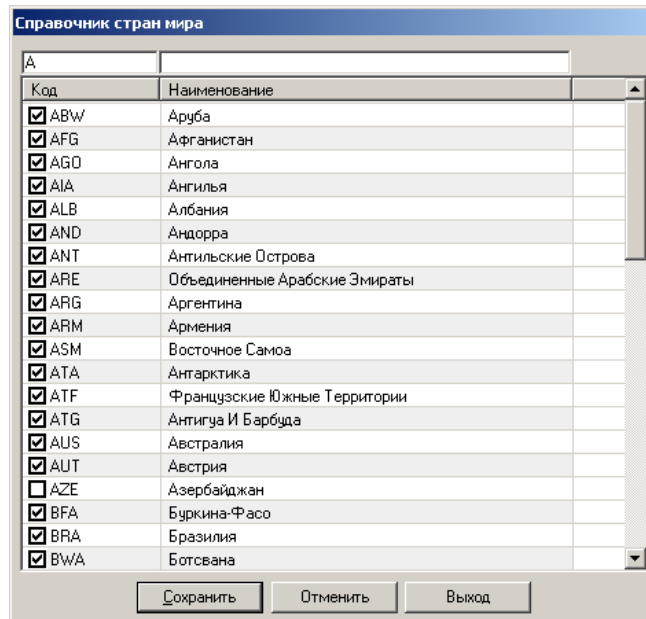 Справочник стран мира
A
Код Наименование
ABW Аруба
AFG Афганистан
AGO Ангола
AIA Ангилья
ALB Албания
AND Андорра
ANT Антильские Острова
ARE Объединенные Арабские Эмираты
ARG Аргентина
ARM Армения
ASM Восточное Самоа
ATA Антарктика
ATF Французские Южные Территории
ATG Антигуа И Барбуда
AUS Австралия
AUT Австрия
AZE Азербайджан
BFA Буркина-Фасо
BRA Бразилия
BWA Ботсвана
Сохранить Отменить Выход